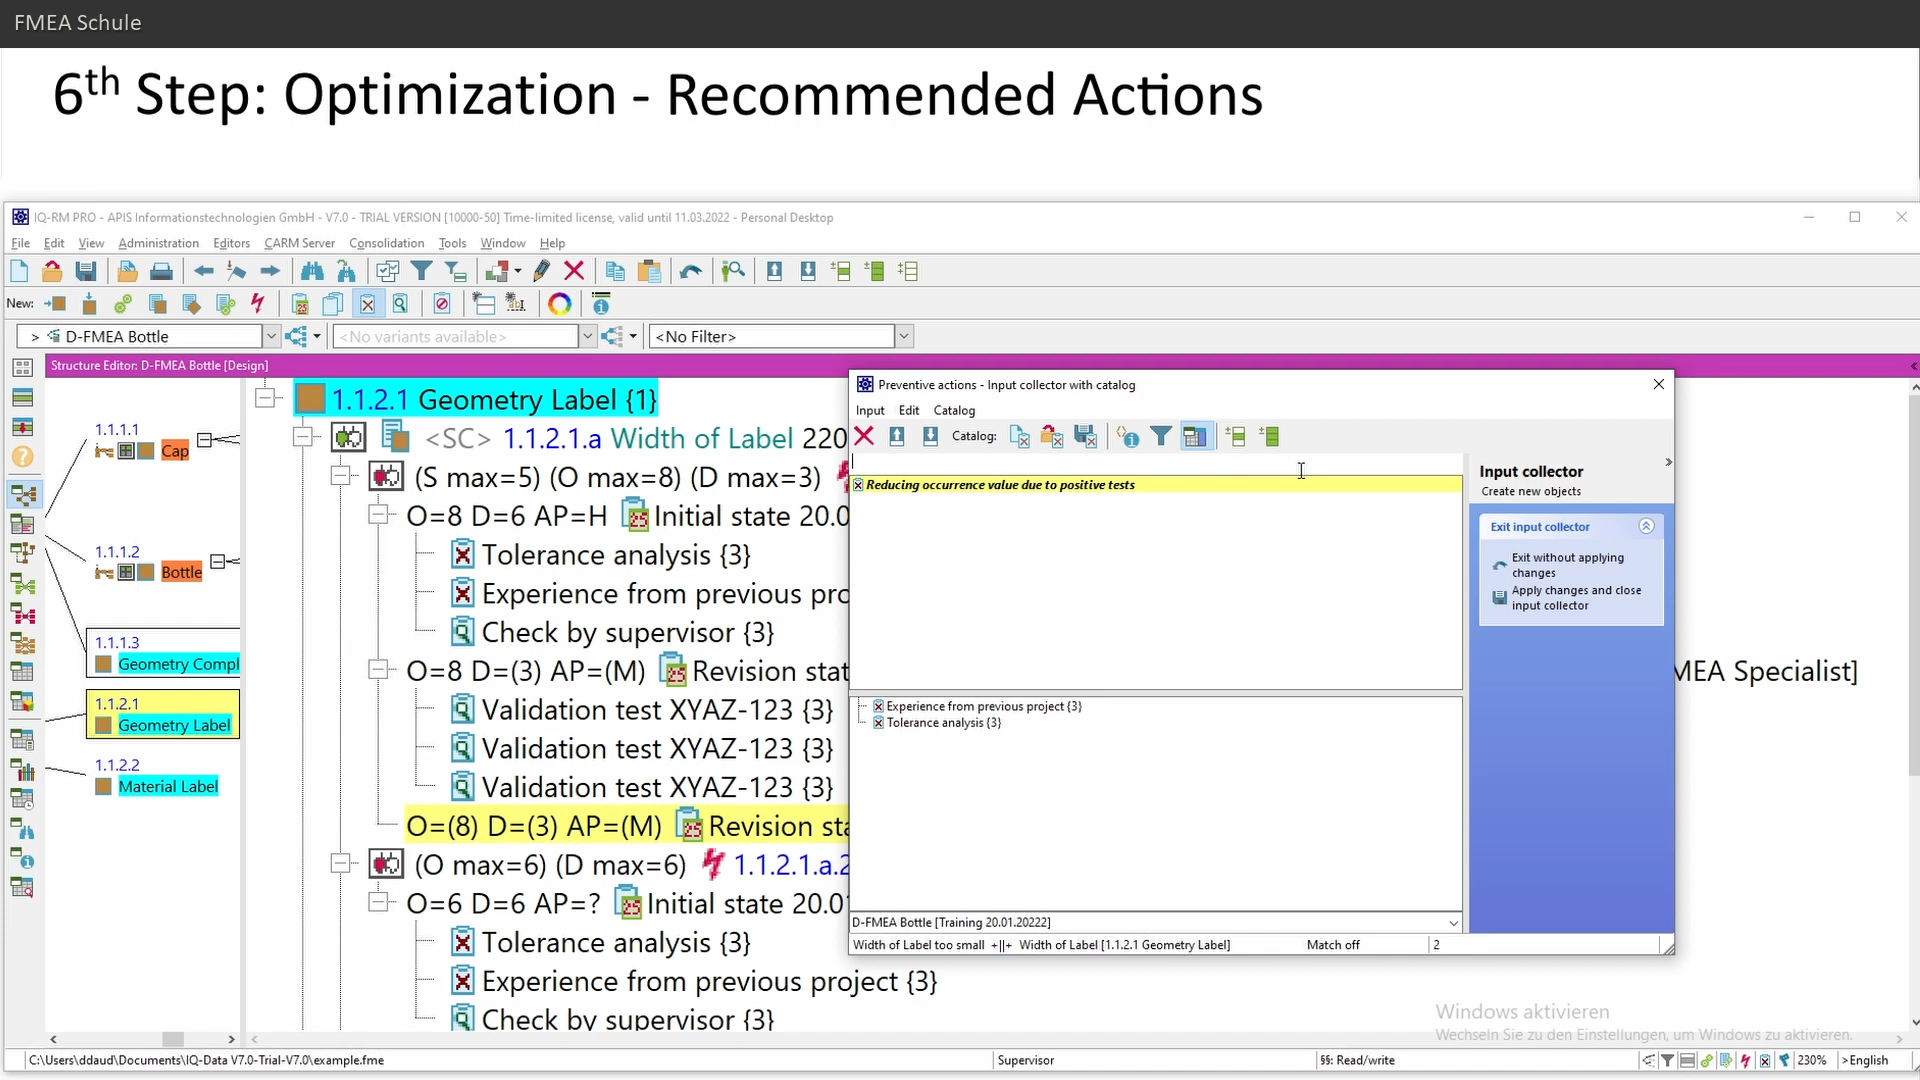 FMEA Schule
6th Step: Optimization - Recommended Actions
IQ-RM PRO - APIS Informationstechnologien GmbH - V7.0 - TRIAL VERSION [10000-50] Time-limited license, valid until 11.03.2022 - Personal Desktop
File Edit View Administration Editors CARM Server Consolidation Tools Window Help
New:
> D-FMEA Bottle <No variants available> <No Filter>
Structure Editor: D-FMEA Bottle [Design]
1.1.1.1
Cap
1.1.1.2
Bottle
1.1.1.3
Geometry Compl
1.1.2.1
Geometry Label
1.1.2.2
Material Label
1.1.2.1 Geometry Label {1}
<SC> 1.1.2.1.a Width of Label 220
(S max=5) (O max=8) (D max=3)
O=8 D=6 AP=H Initial state 20.0
Tolerance analysis {3}
Experience from previous pro
Check by supervisor {3}
O=8 D=(3) AP=(M) Revision stat
MEA Specialist]
Validation test XYAZ-123 {3}
Validation test XYAZ-123 {3}
Validation test XYAZ-123 {3}
O=(8) D=(3) AP=(M) Revision sta
(O max=6) (D max=6) 1.1.2.1.a.2
O=6 D=6 AP=? Initial state 20.0
Tolerance analysis {3}
Experience from previous project {3}
Check by supervisor {3}
Preventive actions - Input collector with catalog
Input Edit Catalog
Catalog:
Reducing occurrence value due to positive tests
Experience from previous project {3}
Tolerance analysis {3}
D-FMEA Bottle [Training 20.01.20222]
Width of Label too small +||+ Width of Label [1.1.2.1 Geometry Label] Match off 2
Input collector
Create new objects
Exit input collector
Exit without applying
changes
Apply changes and close
input collector
Windows aktivieren
Wechseln Sie zu den Einstellungen, um Windows zu aktivieren.
C:\Users\ddaud\Documents\IQ-Data V7.0-Trial-V7.0\example.fme Supervisor §§: Read/write 230% >English